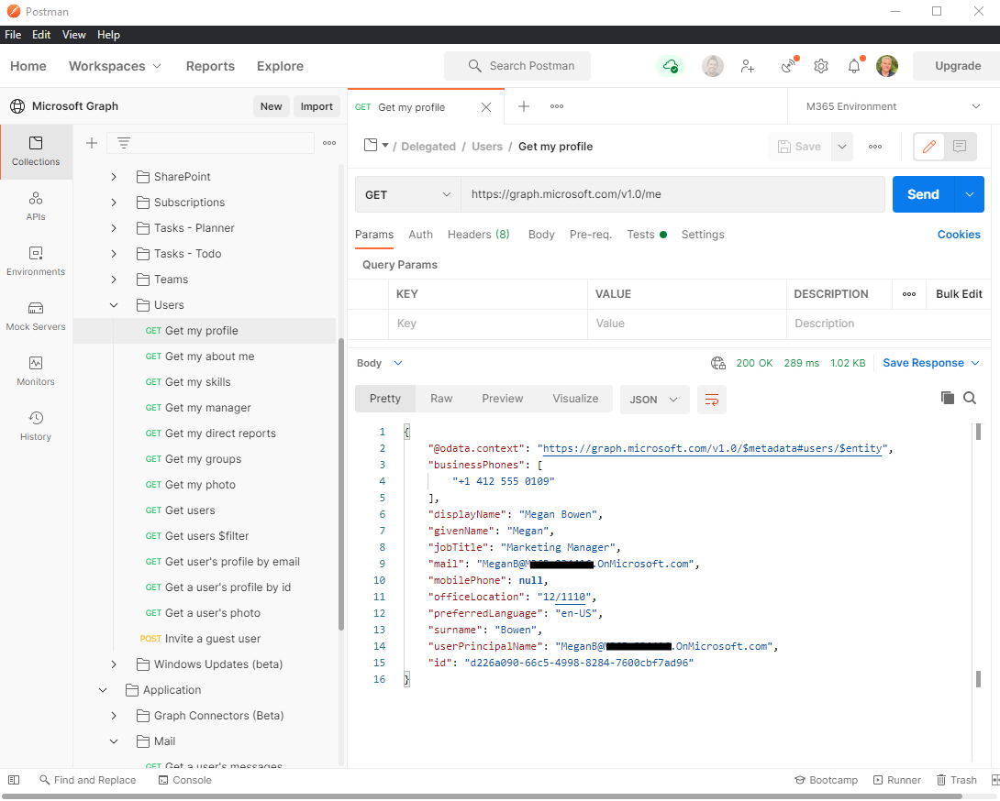 Postman
File Edit View Help
Home Workspaces Reports Explore Search Postman Upgrade
Microsoft Graph New Import
GET Get my profile
M365 Environment
Collections
APIs
Environments
Mock Servers
Monitors
History
SharePoint
Subscriptions
Tasks - Planner
Tasks - Todo
Teams
Users
GET Get my profile
GET Get my about me
GET Get my skills
GET Get my manager
GET Get my direct reports
GET Get my groups
GET Get my photo
GET Get users
GET Get users $filter
GET Get user's profile by email
GET Get a user's profile by id
GET Get a user's photo
POST Invite a guest user
Windows Updates (beta)
Application
Graph Connectors (Beta)
Mail
GET Get a user's messages
/ Delegated / Users / Get my profile
Save
GET https://graph.microsoft.com/v1.0/me Send
Params Auth Headers (8) Body Pre-req. Tests Settings Cookies
Query Params
KEY VALUE DESCRIPTION Bulk Edit
Key Value Description
Body 200 OK 289 ms 1.02 KB Save Response
Pretty Raw Preview Visualize JSON
1 {
2 "@odata.context": "https://graph.microsoft.com/v1.0/$metadata#users/$entity",
3 "businessPhones": [
4 "+1 412 555 0109"
5 ],
6 "displayName": "Megan Bowen",
7 "givenName": "Megan",
8 "jobTitle": "Marketing Manager",
9 "mail": "MeganB@ .OnMicrosoft.com",
10 "mobilePhone": null,
11 "officeLocation": "12/1110",
12 "preferredLanguage": "en-US",
13 "surname": "Bowen",
14 "userPrincipalName": "MeganB@ .OnMicrosoft.com",
15 "id": "d226a090-66c5-4998-8284-7600cbf7ad96"
16 }
Find and Replace Console Bootcamp Runner Trash